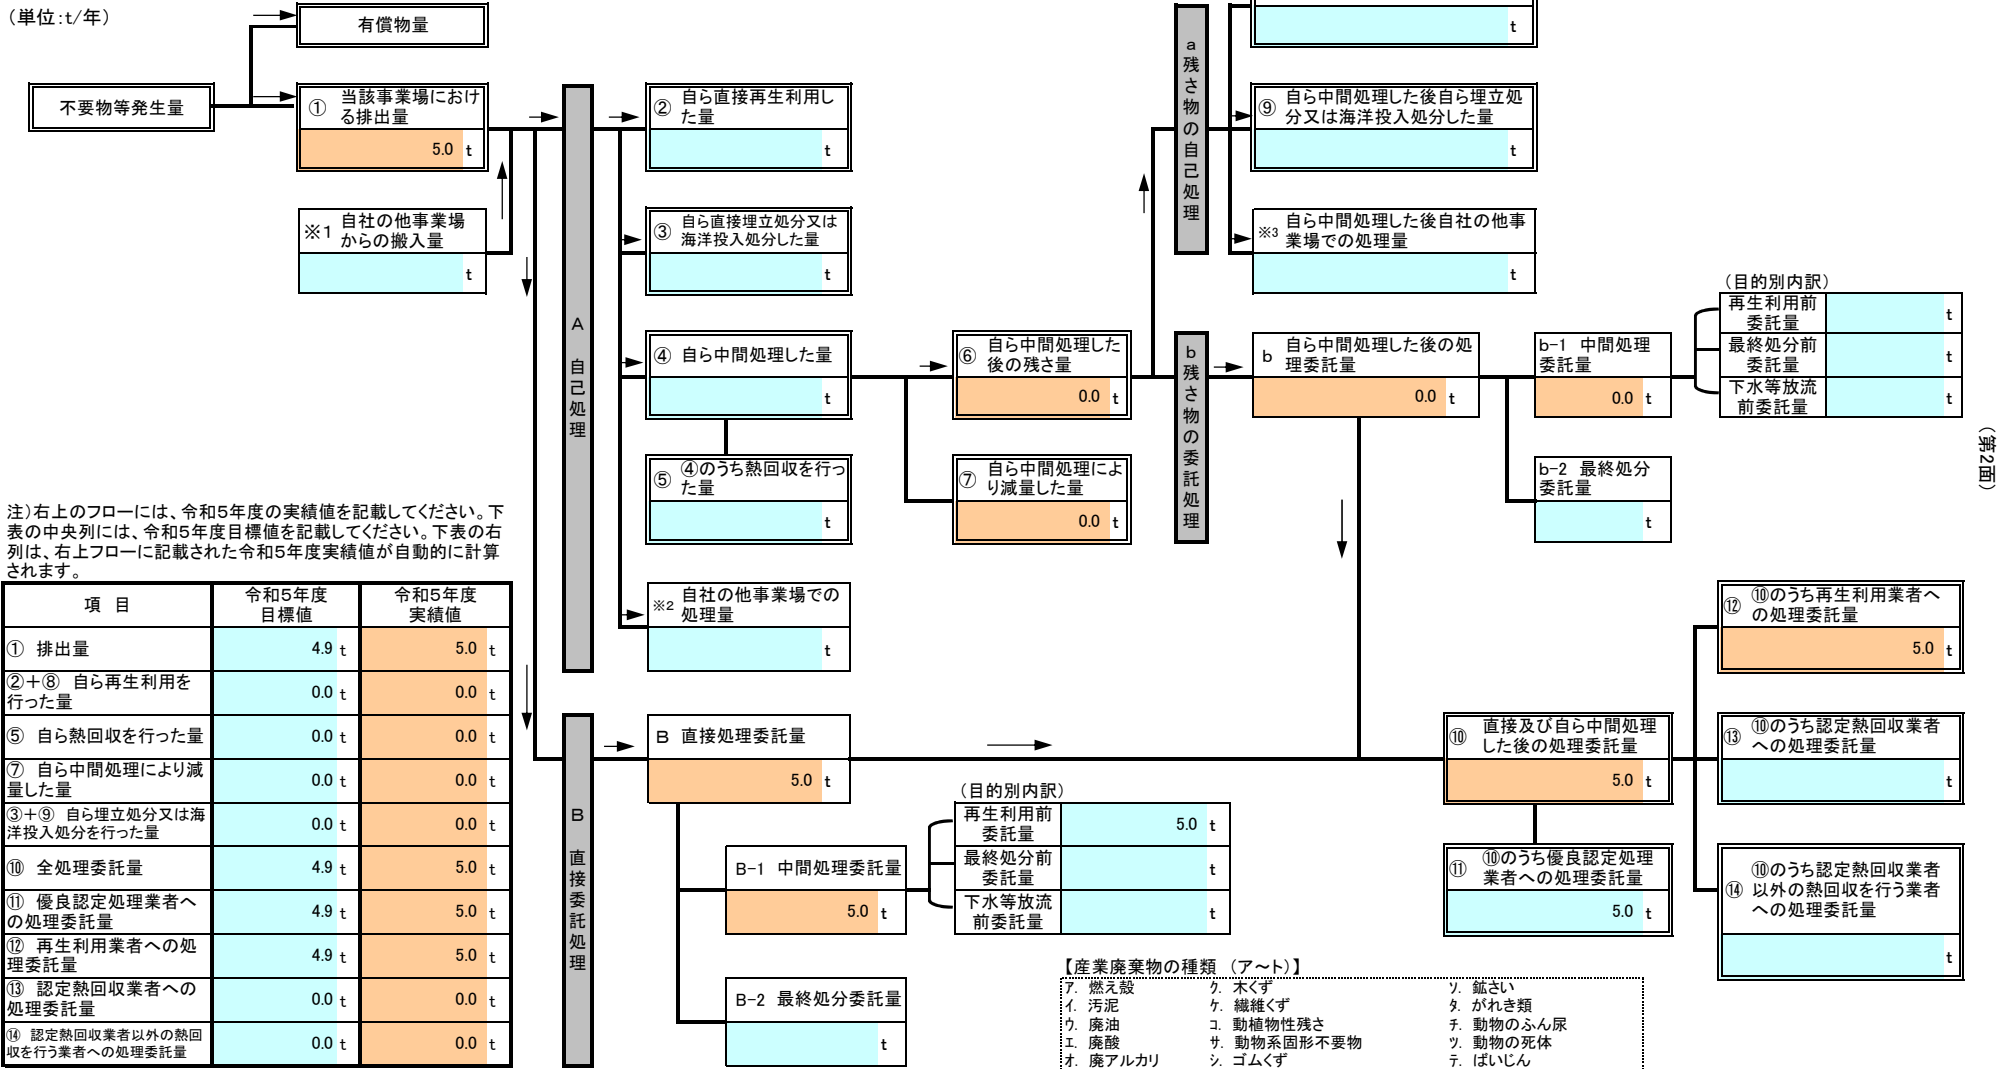 （単位：t/年）
有償物量
不要物等発生量
① 当該事業場におけ
る排出量
5.0 t
※1 自社の他事業場
からの搬入量
t
A 自己処理
② 自ら直接再生利用し
た量
t
③ 自ら直接埋立処分又は
海洋投入処分した量
t
④ 自ら中間処理した量
t
⑤ ④のうち熱回収を行っ
た量
t
※2 自社の他事業場での
処理量
t
⑥ 自ら中間処理した
後の残さ量
0.0 t
⑦ 自ら中間処理によ
り減量した量
0.0 t
a 残さ物の自己処理
t
⑨ 自ら中間処理した後自ら埋立処
分又は海洋投入処分した量
t
※3 自ら中間処理した後自社の他事
業場での処理量
t
b 残さ物の委託処理
b 自ら中間処理した後の処
理委託量
0.0 t
b-1 中間処理
委託量
0.0 t
b-2 最終処分
委託量
t
（目的別内訳）
再生利用前
委託量
t
最終処分前
委託量
t
下水等放流
前委託量
t
（第2面）
注）右上のフローには、令和5年度の実績値を記載してください。下
表の中央列には、令和5年度目標値を記載してください。下表の右
列は、右上フローに記載された令和5年度実績値が自動的に計算
されます。
項 目 令和5年度 令和5年度
目標値 実績値
① 排出量 4.9 t 5.0 t
②＋⑧ 自ら再生利用を
行った量 0.0 t 0.0 t
⑤ 自ら熱回収を行った量 0.0 t 0.0 t
⑦ 自ら中間処理により減
量した量 0.0 t 0.0 t
③＋⑨ 自ら埋立処分又は海
洋投入処分を行った量 0.0 t 0.0 t
⑩ 全処理委託量 4.9 t 5.0 t
⑪ 優良認定処理業者へ
の処理委託量 4.9 t 5.0 t
⑫ 再生利用業者への処
理委託量 4.9 t 5.0 t
⑬ 認定熱回収業者への
処理委託量 0.0 t 0.0 t
⑭ 認定熱回収業者以外の熱回
収を行う業者への処理委託量 0.0 t 0.0 t
B 直接委託処理
B 直接処理委託量
5.0 t
B-1 中間処理委託量
5.0 t
B-2 最終処分委託量
t
（目的別内訳）
再生利用前
委託量
5.0 t
最終処分前
委託量
t
下水等放流
前委託量
t
⑩ 直接及び自ら中間処理
した後の処理委託量
5.0 t
⑪ ⑩のうち優良認定処理
業者への処理委託量
5.0 t
⑫ ⑩のうち再生利用業者へ
の処理委託量
5.0 t
⑬ ⑩のうち認定熱回収業者
への処理委託量
t
⑭ ⑩のうち認定熱回収業者
以外の熱回収を行う業者
への処理委託量
t
【産業廃棄物の種類 （ア～ト）】
ア. 燃え殻 ク. 木くず ソ. 鉱さい
イ. 汚泥 ケ. 繊維くず タ. がれき類
ウ. 廃油 コ. 動植物性残さ チ. 動物のふん尿
エ. 廃酸 サ. 動物系固形不要物 ツ. 動物の死体
オ. 廃アルカリ シ. ゴムくず テ. ばいじん